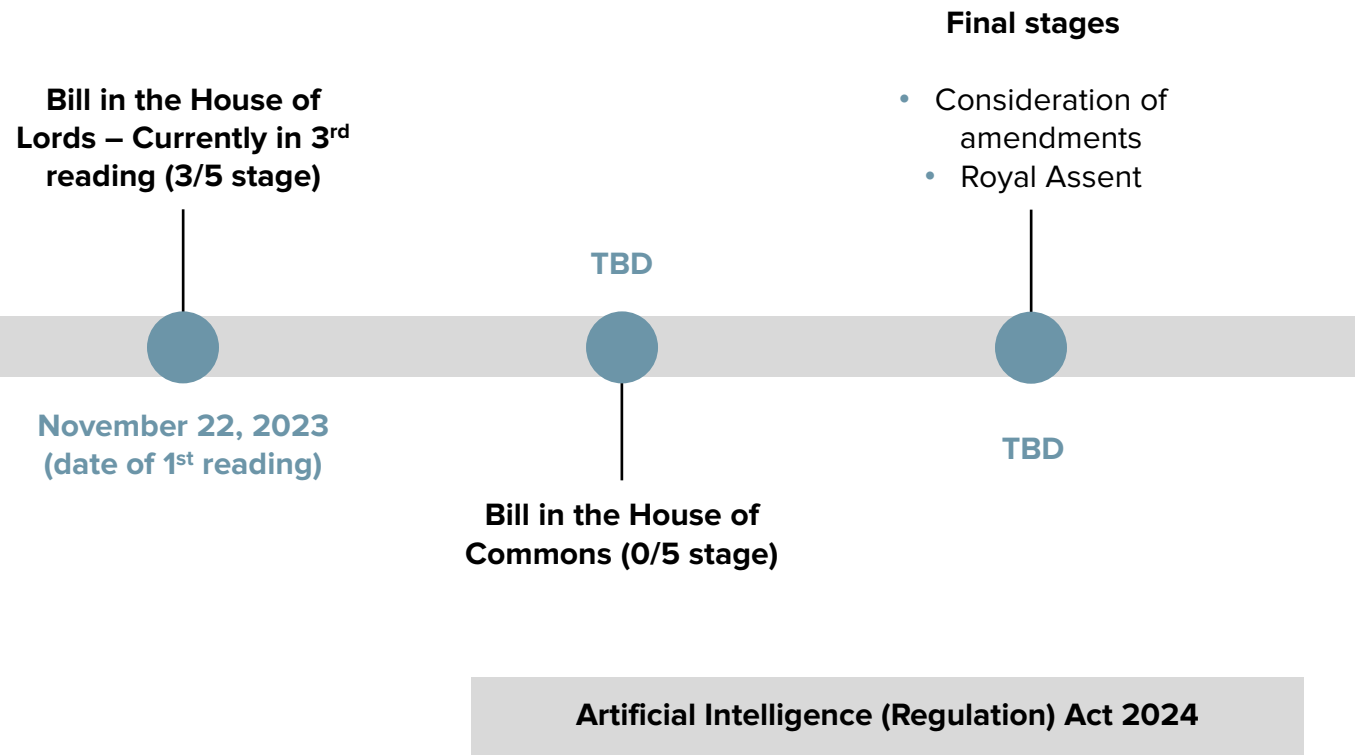 Final stages
Bill in the House of
Lords – Currently in 3rd
reading (3/5 stage)
• Consideration of
amendments
• Royal Assent
TBD
November 22, 2023
(date of 1st reading)
TBD
Bill in the House of
Commons (0/5 stage)
Artificial Intelligence (Regulation) Act 2024